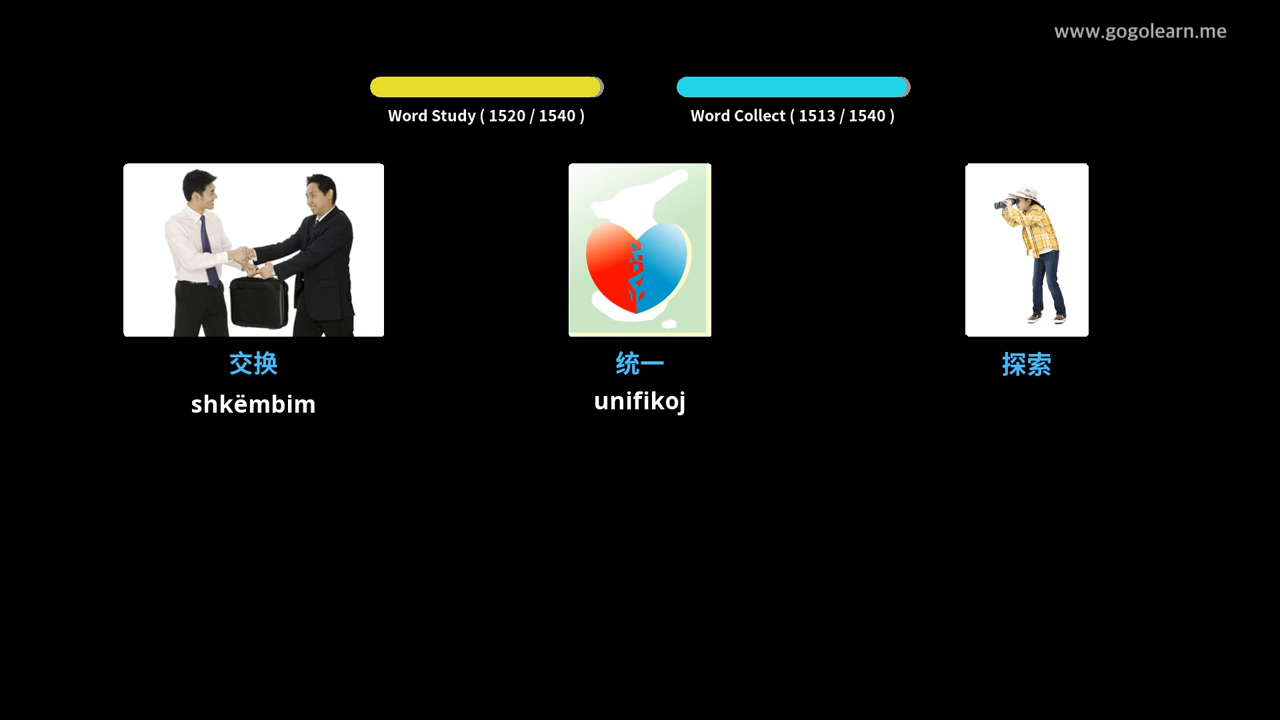 www.gogolearn.me
Word Study ( 1520 / 1540 )
Word Collect ( 1513 / 1540 )
交换
统一
探索
shkëmbim
unifikoj